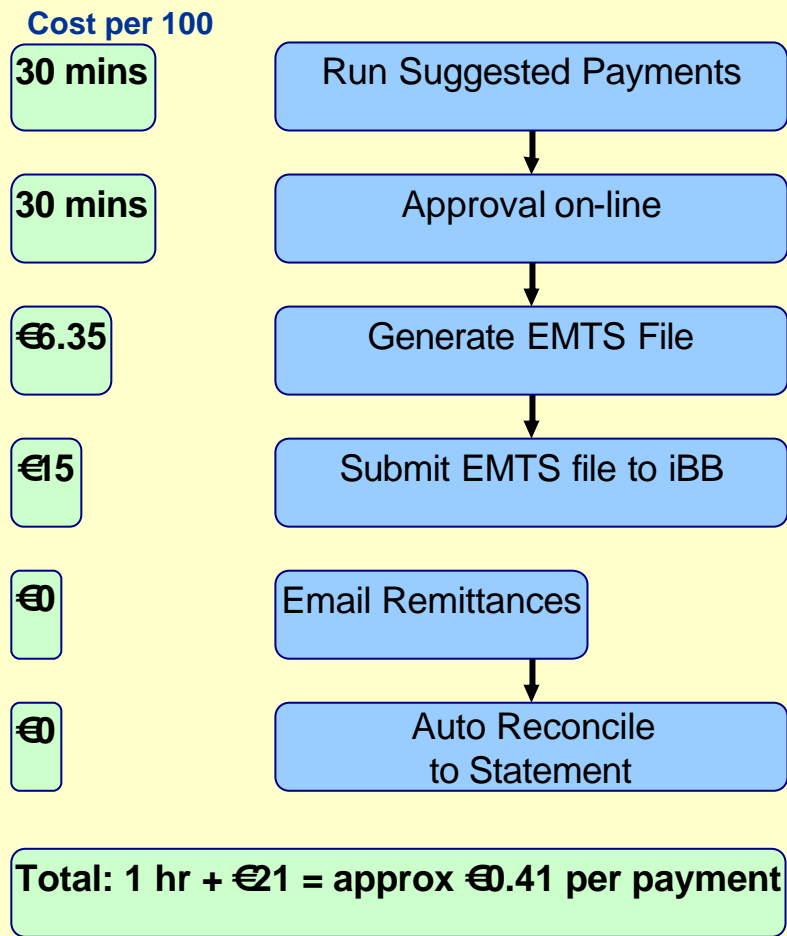 Cost per 100
30 mins
Run Suggested Payments
30 mins
Approval on-line
€6.35
Generate EMTS File
€15
Submit EMTS file to iBB
€0
Email Remittances
€0
Auto Reconcile
to Statement
Total: 1 hr + €21 = approx €0.41 per payment